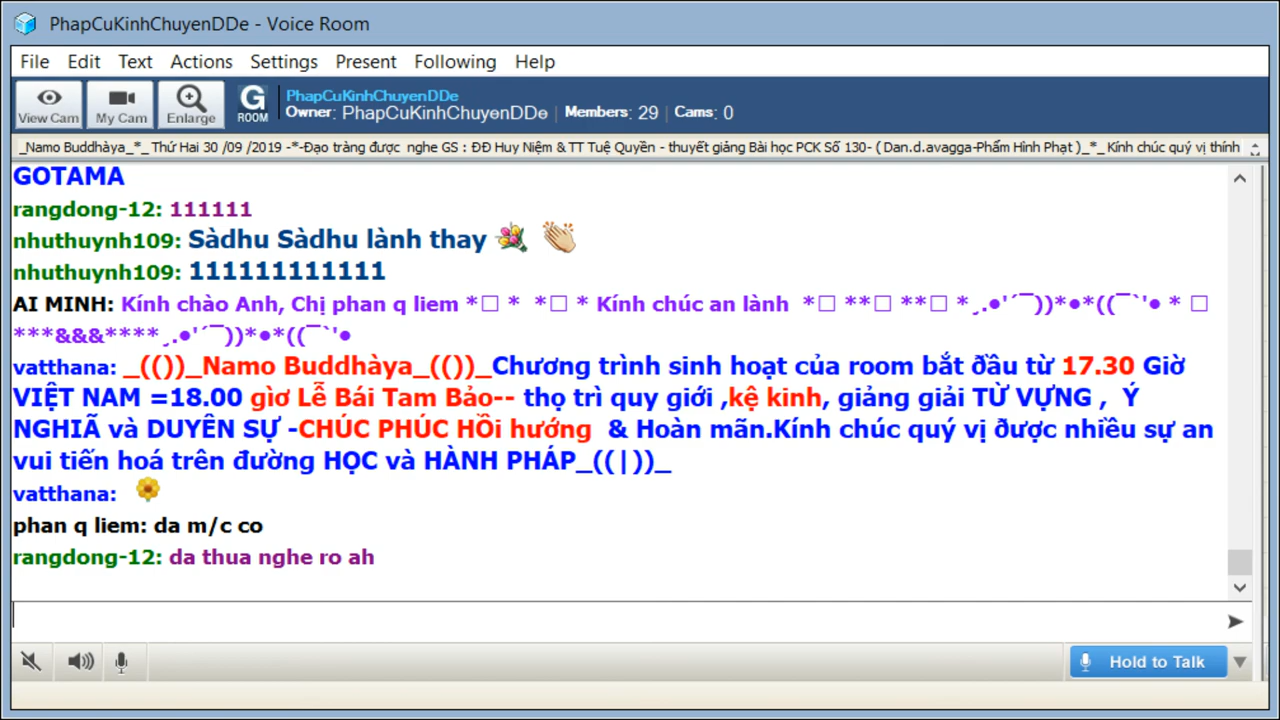 PhapCuKinhChuyenDDe - Voice Room
File Edit Text Actions Settings Present Following Help
View Cam My Cam Enlarge G ROOM
PhapCuKinhChuyenDDe
Owner: PhapCuKinhChuyenDDe | Members: 29 | Cams: 0
_Namo Buddhàya_*_ Thứ Hai 30 /09 /2019 -*-Đạo tràng được nghe GS : ĐĐ Huy Niệm & TT Tuệ Quyền - thuyết giảng Bài học PCK Số 130- ( Dan.d.avagga-Phẩm Hình Phạt )_*_ Kính chúc quý vị thính
GOTAMA
rangdong-12: 111111
nhuthuynh109: Sàdhu Sàdhu lành thay
nhuthuynh109: 111111111111
AI MINH: Kính chào Anh, Chị phan q liem *□ * *□ * Kính chúc an lành *□ **□ **□ *¸.•'´¯))*•*((¯`'• * □
***&&&****¸.•'´¯))*•*((¯`'•
vatthana: _(())_Namo Buddhàya_(())_Chương trình sinh hoạt của room bắt đầu từ 17.30 Giờ
VIỆT NAM =18.00 giờ Lễ Bái Tam Bảo-- thọ trì quy giới ,kệ kinh, giảng giải TỪ VỰNG , Ý
NGHIÃ và DUYÊN SỰ -CHÚC PHÚC HỒi hướng & Hoàn mãn.Kính chúc quý vị được nhiều sự an
vui tiến hoá trên đường HỌC và HÀNH PHÁP_((|))_
vatthana:
phan q liem: da m/c co
rangdong-12: da thua nghe ro ah
Hold to Talk